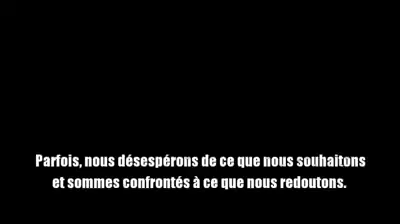 Parfois, nous désespérons de ce que nous souhaitons
et sommes confrontés à ce que nous redoutons.